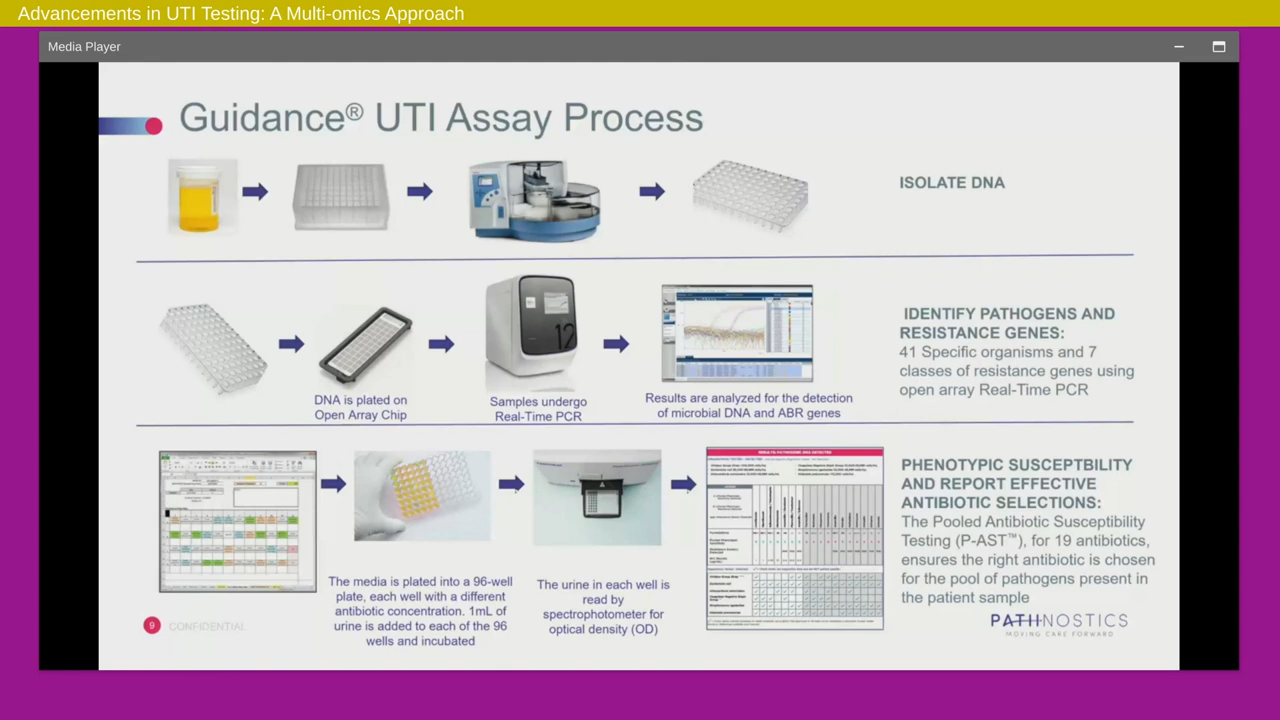 Advancements in UTI Testing: A Multi-omics Approach
Media Player
Guidance® UTI Assay Process
ISOLATE DNA
IDENTIFY PATHOGENS AND
RESISTANCE GENES:
41 Specific organisms and 7
classes of resistance genes using
open array Real-Time PCR
DNA is plated on
Open Array Chip
12
Samples undergo
Real-Time PCR
Results are analyzed for the detection
of microbial DNA and ABR genes
PHENOTYPIC SUSCEPTBILITY
AND REPORT EFFECTIVE
ANTIBIOTIC SELECTIONS:
The Pooled Antibiotic Susceptibility
Testing (P-AST™), for 19 antibiotics,
ensures the right antibiotic is chosen
for the pool of pathogens present in
the patient sample
The media is plated into a 96-well
plate, each well with a different
antibiotic concentration. 1mL of
urine is added to each of the 96
wells and incubated
The urine in each well is
read by
spectrophotometer for
optical density (OD)
9 CONFIDENTIAL
PATHNOSTICS
MOVING CARE FORWARD